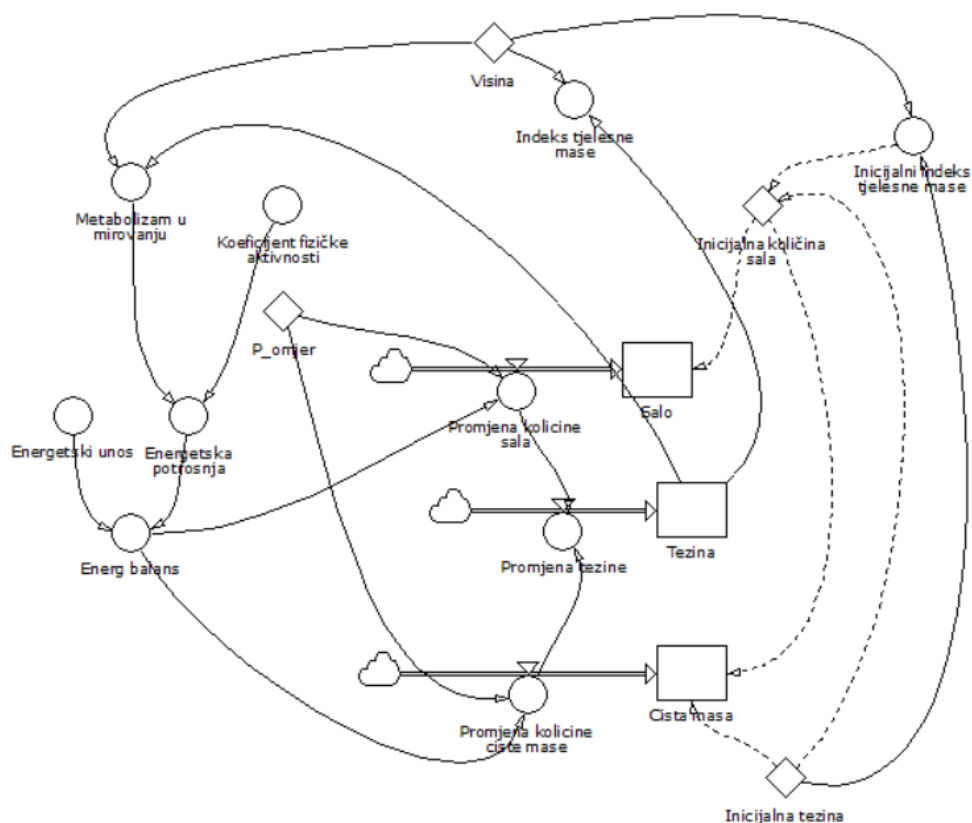 Visina
Indeks tjelesne
mase
Inicijalni indeks
tjelesne mase
Metabolizam u
mirovanju
Koeficijent fizičke
aktivnosti
Inicijalna količina
sala
P_omjer
Salo
Promjena kolicine
sala
Energetski unos
Energetska
potrosnja
Tezina
Promjena tezine
Energ balans
Cista masa
Promjena kolicine
ciste mase
Inicijalna tezina